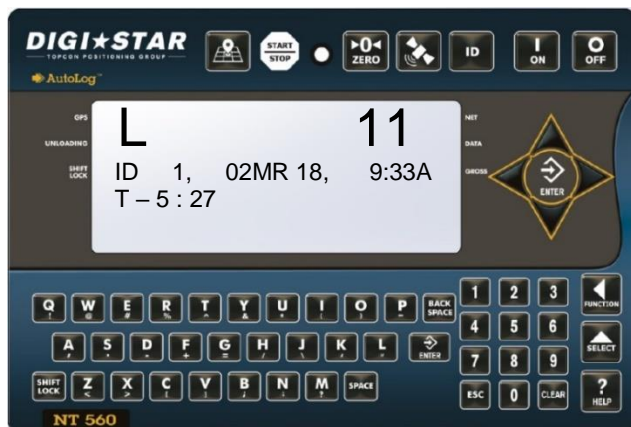 DIGI★STAR
TOPCON POSITIONING GROUP
START STOP
►0◄ ZERO
ID
I ON
O OFF
AutoLog™
GPS
UNLOADING
SHIFT LOCK
L 11
ID 1, 02MR 18, 9:33A
T – 5 : 27
NET
DATA
GROSS
ENTER
Q ! W @ E # R % T ^ Y & U * I ( O ) P - BACK SPACE
A S D F + G = H / J \ K L ENTER
SHIFT LOCK Z X C V B N M ? SPACE
1 2 3 FUNCTION
4 5 6 SELECT
7 8 9
ESC 0 CLEAR ? HELP
NT 560